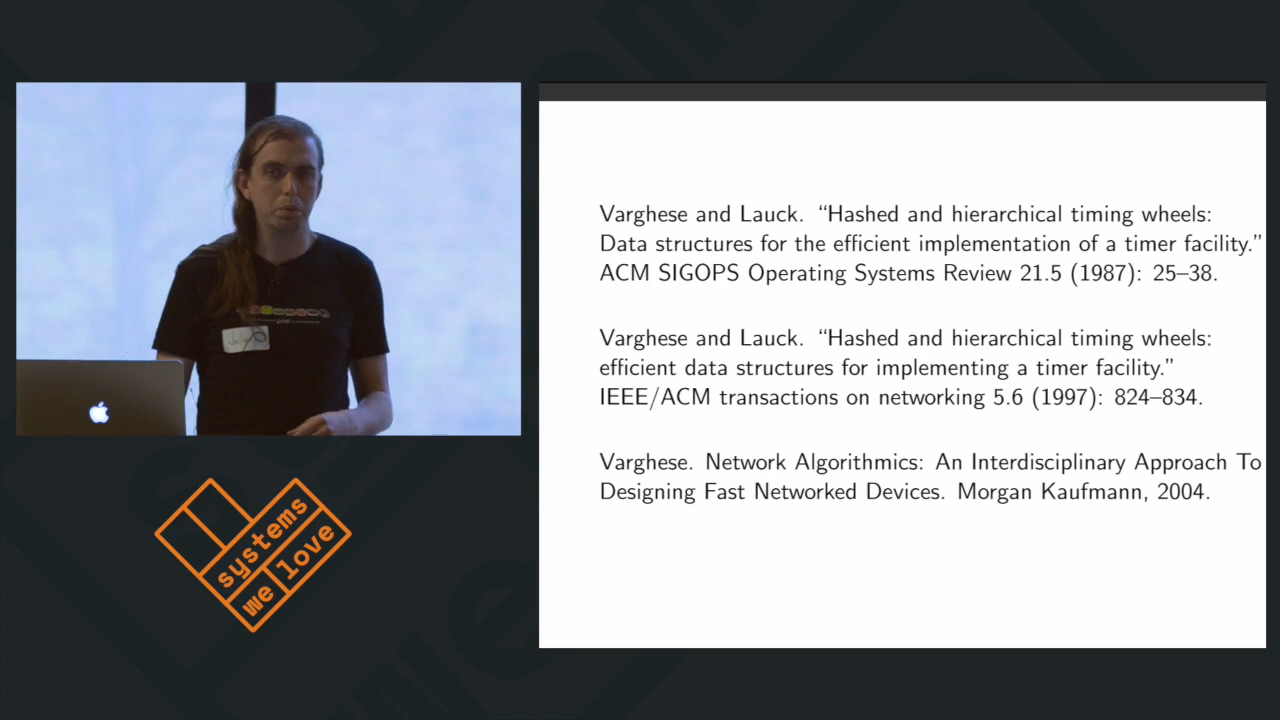 Varghese and Lauck. “Hashed and hierarchical timing wheels:
Data structures for the efficient implementation of a timer facility.”
ACM SIGOPS Operating Systems Review 21.5 (1987): 25–38.
Varghese and Lauck. “Hashed and hierarchical timing wheels:
efficient data structures for implementing a timer facility.”
IEEE/ACM transactions on networking 5.6 (1997): 824–834.
Varghese. Network Algorithmics: An Interdisciplinary Approach To
Designing Fast Networked Devices. Morgan Kaufmann, 2004.
systems
we love